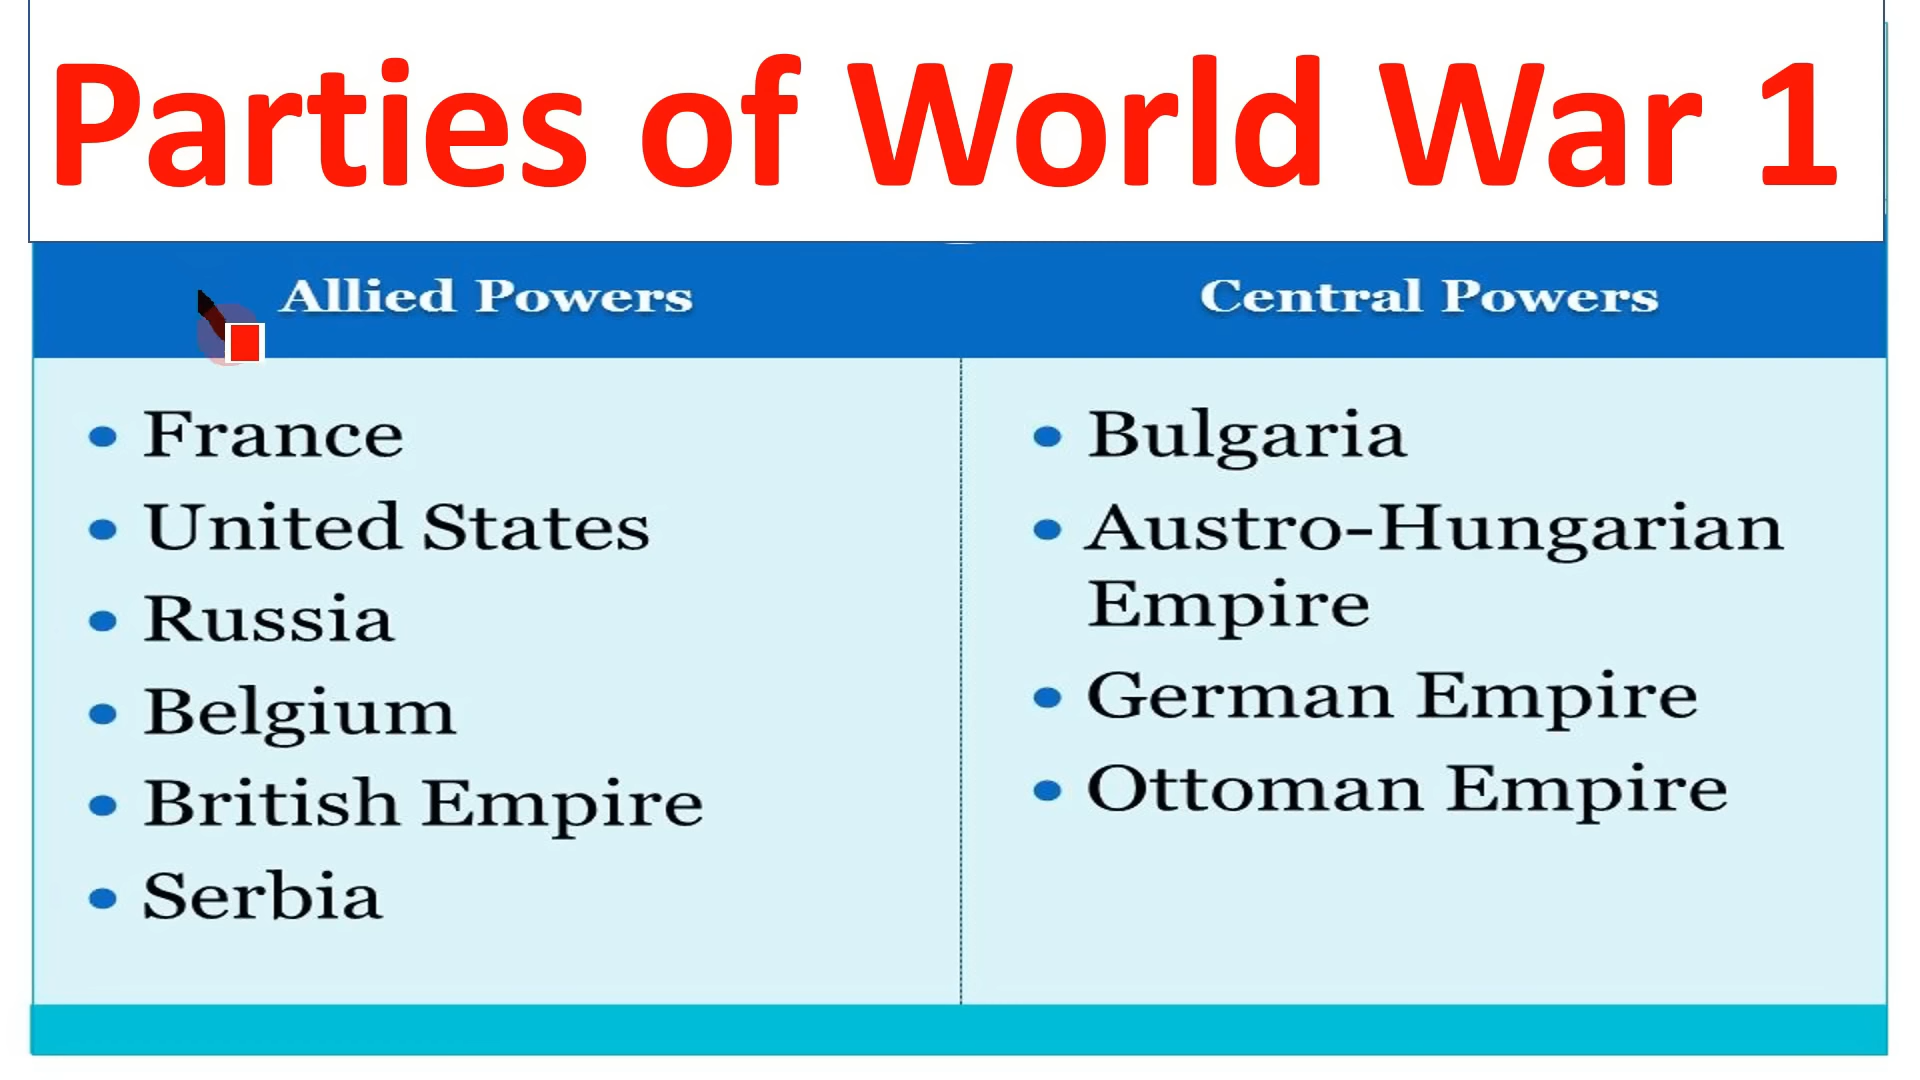 Parties of World War 1
Allied Powers
Central Powers
France
United States
Russia
Belgium
British Empire
Serbia
Bulgaria
Austro-Hungarian
Empire
German Empire
Ottoman Empire